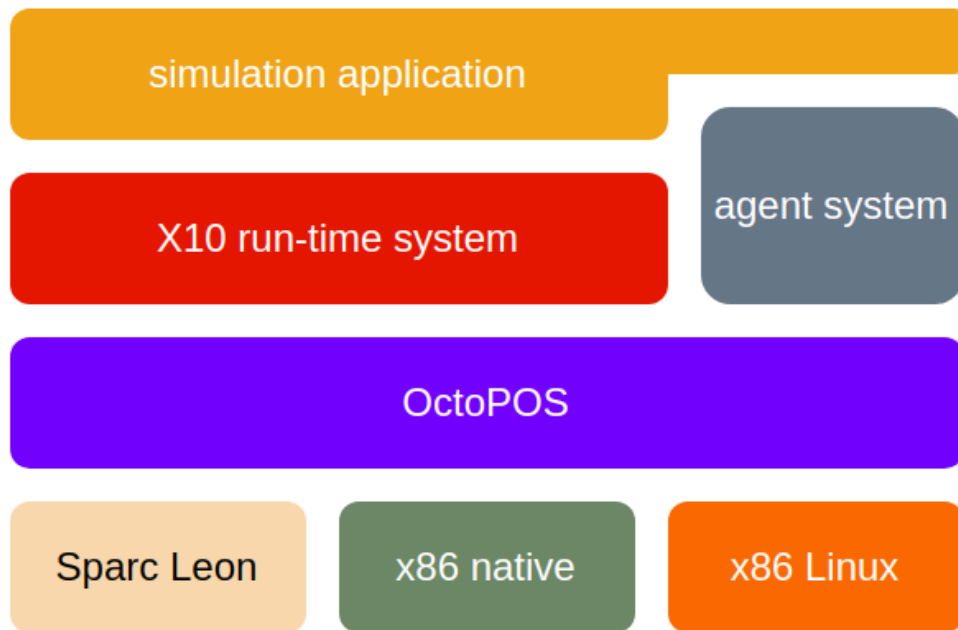 simulation application
agent system
X10 run-time system
OctoPOS
Sparc Leon
x86 native
x86 Linux